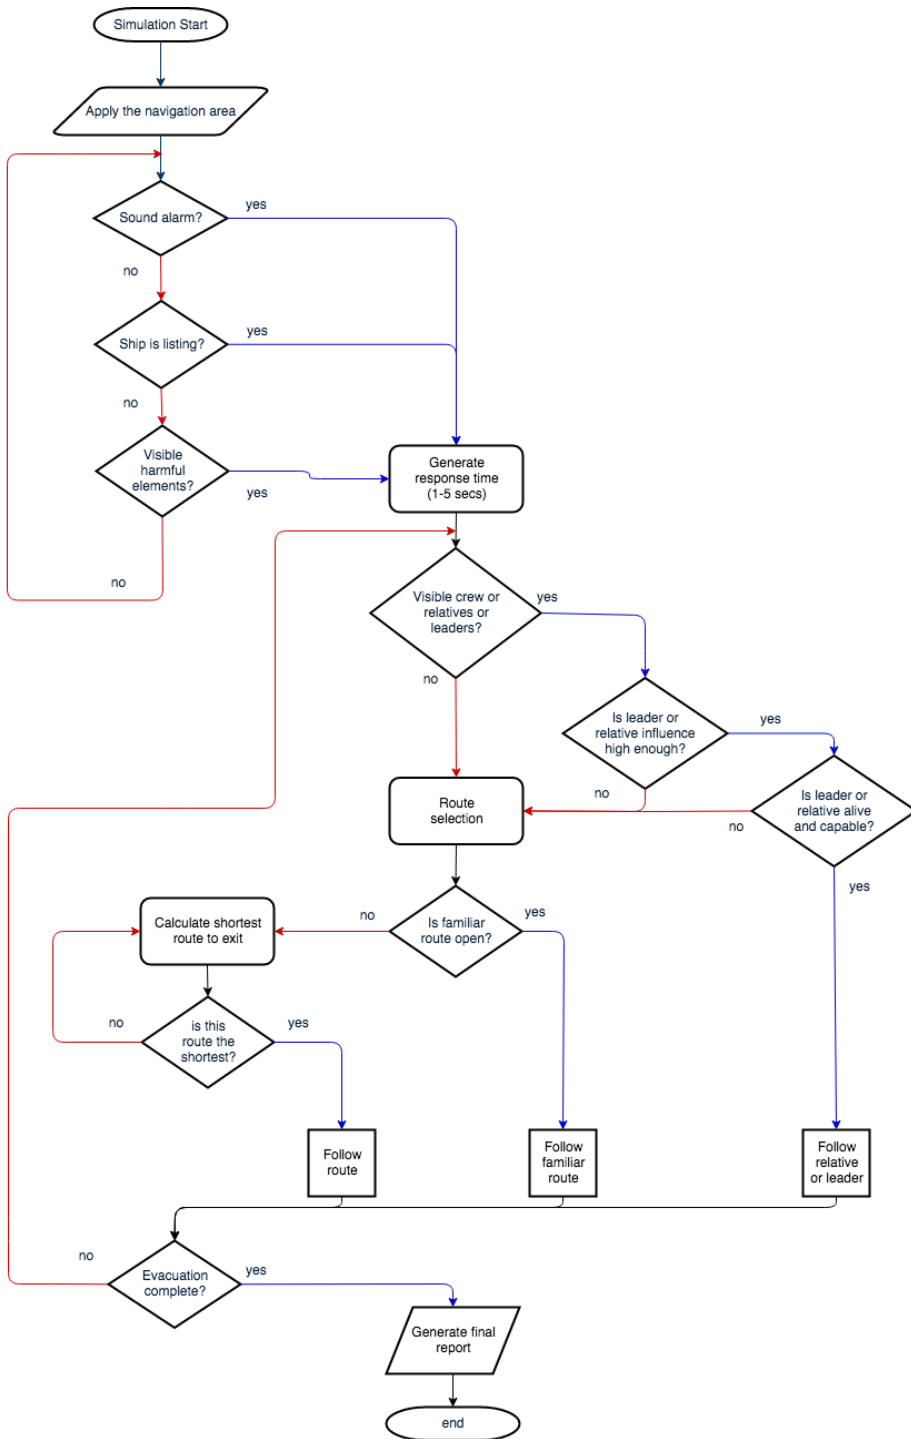 Simulation Start
Apply the navigation area
Sound alarm?
yes
no
Ship is listing?
yes
no
Visible
harmful
elements?
yes
no
Generate
response time
(1-5 secs)
Visible crew or
relatives or
leaders?
yes
no
Is leader or
relative influence
high enough?
yes
no
Is leader or
relative alive
and capable?
no
yes
Route
selection
Is familiar
route open?
no
yes
Calculate shortest
route to exit
is this
route the
shortest?
no
yes
Follow
route
Follow
familiar
route
Follow
relative
or leader
Evacuation
complete?
no
yes
Generate final
report
end